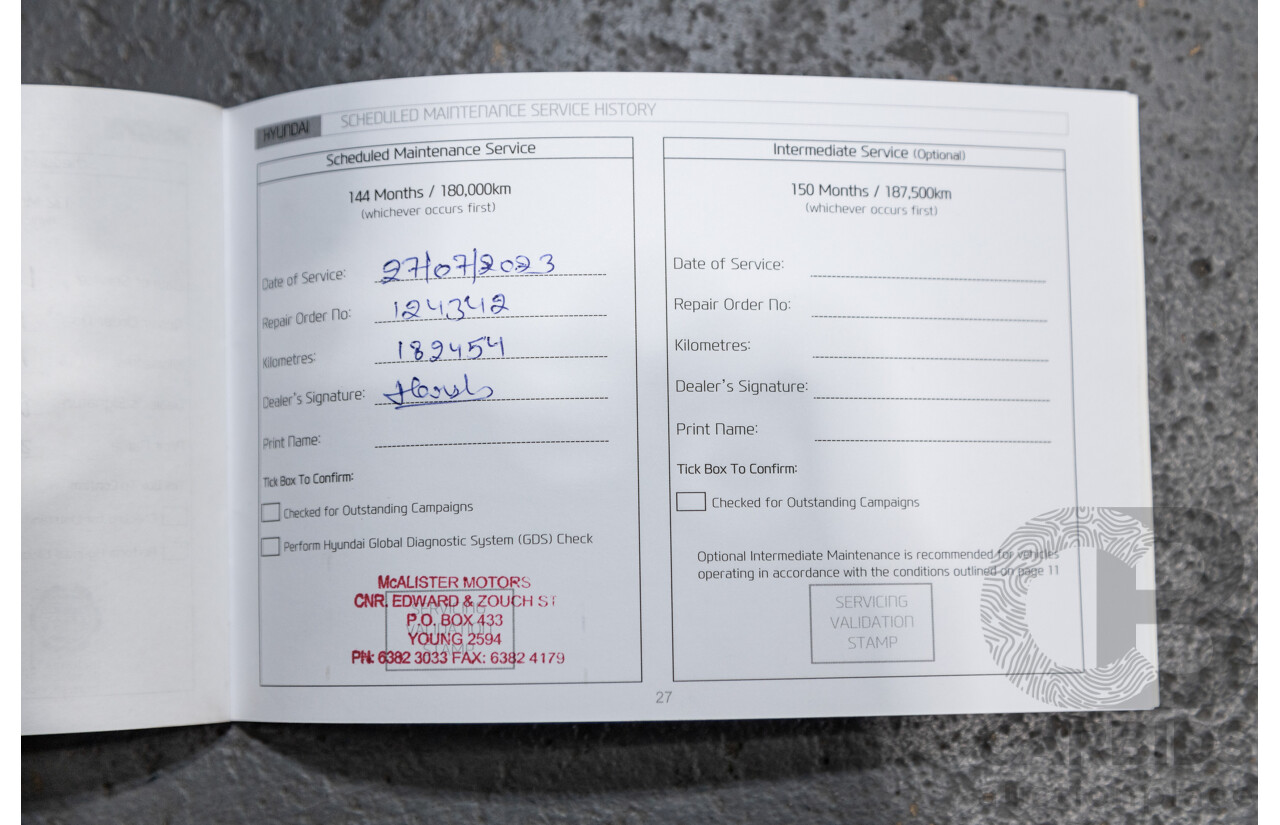 HYUNDAI
SCHEDULED MAINTENANCE SERVICE HISTORY
Scheduled Maintenance Service
144 Months / 180,000km
(whichever occurs first)
Date of Service: 27/07/2023
Repair Order No: 124342
Kilometres: 182454
Dealer's Signature:
Print Name:
Tick Box To Confirm:
Checked for Outstanding Campaigns
Perform Hyundai Global Diagnostic System (GDS) Check
SERVICING
VALIDATION
STAMP
McALISTER MOTORS
CNR. EDWARD & ZOUCH ST
P.O. BOX 433
YOUNG 2594
PH: 6382 3033 FAX: 6382 4179
Intermediate Service (Optional)
150 Months / 187,500km
(whichever occurs first)
Date of Service:
Repair Order No:
Kilometres:
Dealer's Signature:
Print Name:
Tick Box To Confirm:
Checked for Outstanding Campaigns
Optional Intermediate Maintenance is recommended for vehicles
operating in accordance with the conditions outlined on page 11
SERVICING
VALIDATION
STAMP
27